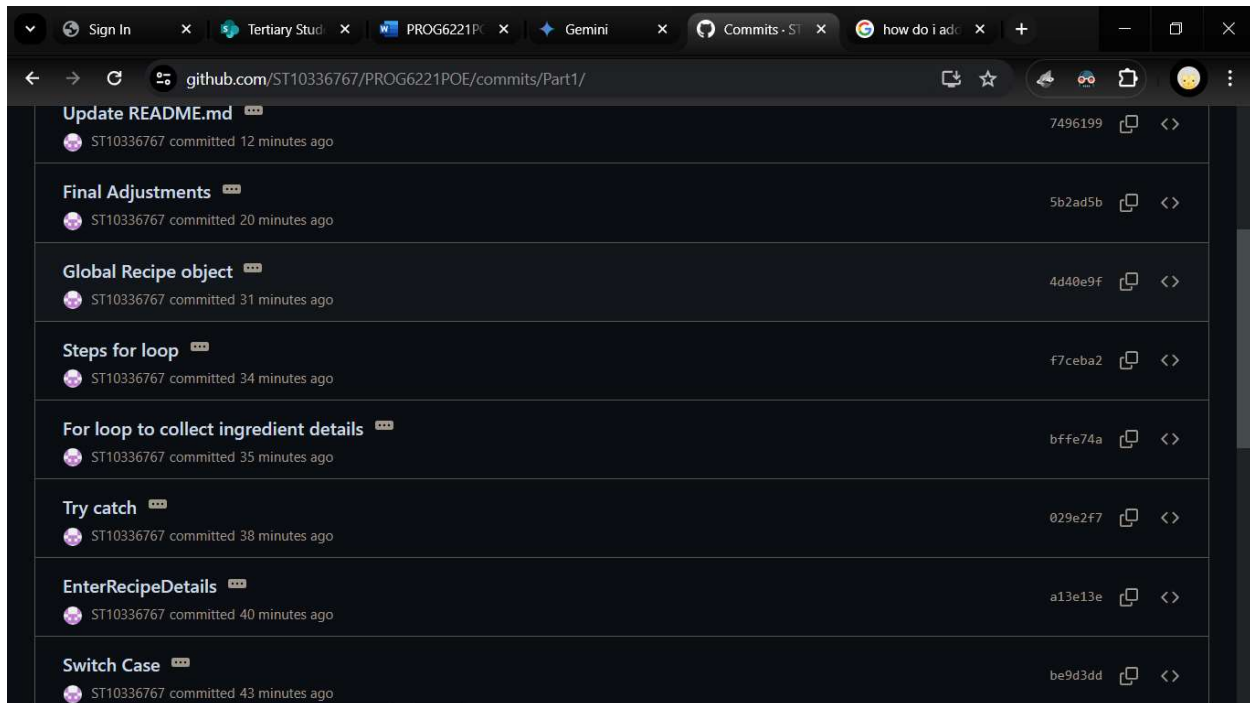 Sign In
Tertiary Stud
PROG6221P
Gemini
Commits · ST
how do i add
github.com/ST10336767/PROG6221POE/commits/Part1/
Update README.md
7496199
ST10336767 committed 12 minutes ago
Final Adjustments
5b2ad5b
ST10336767 committed 20 minutes ago
Global Recipe object
4d40e9f
ST10336767 committed 31 minutes ago
Steps for loop
f7ceba2
ST10336767 committed 34 minutes ago
For loop to collect ingredient details
bffe74a
ST10336767 committed 35 minutes ago
Try catch
029e2f7
ST10336767 committed 38 minutes ago
EnterRecipeDetails
a13e13e
ST10336767 committed 40 minutes ago
Switch Case
be9d3dd
ST10336767 committed 43 minutes ago